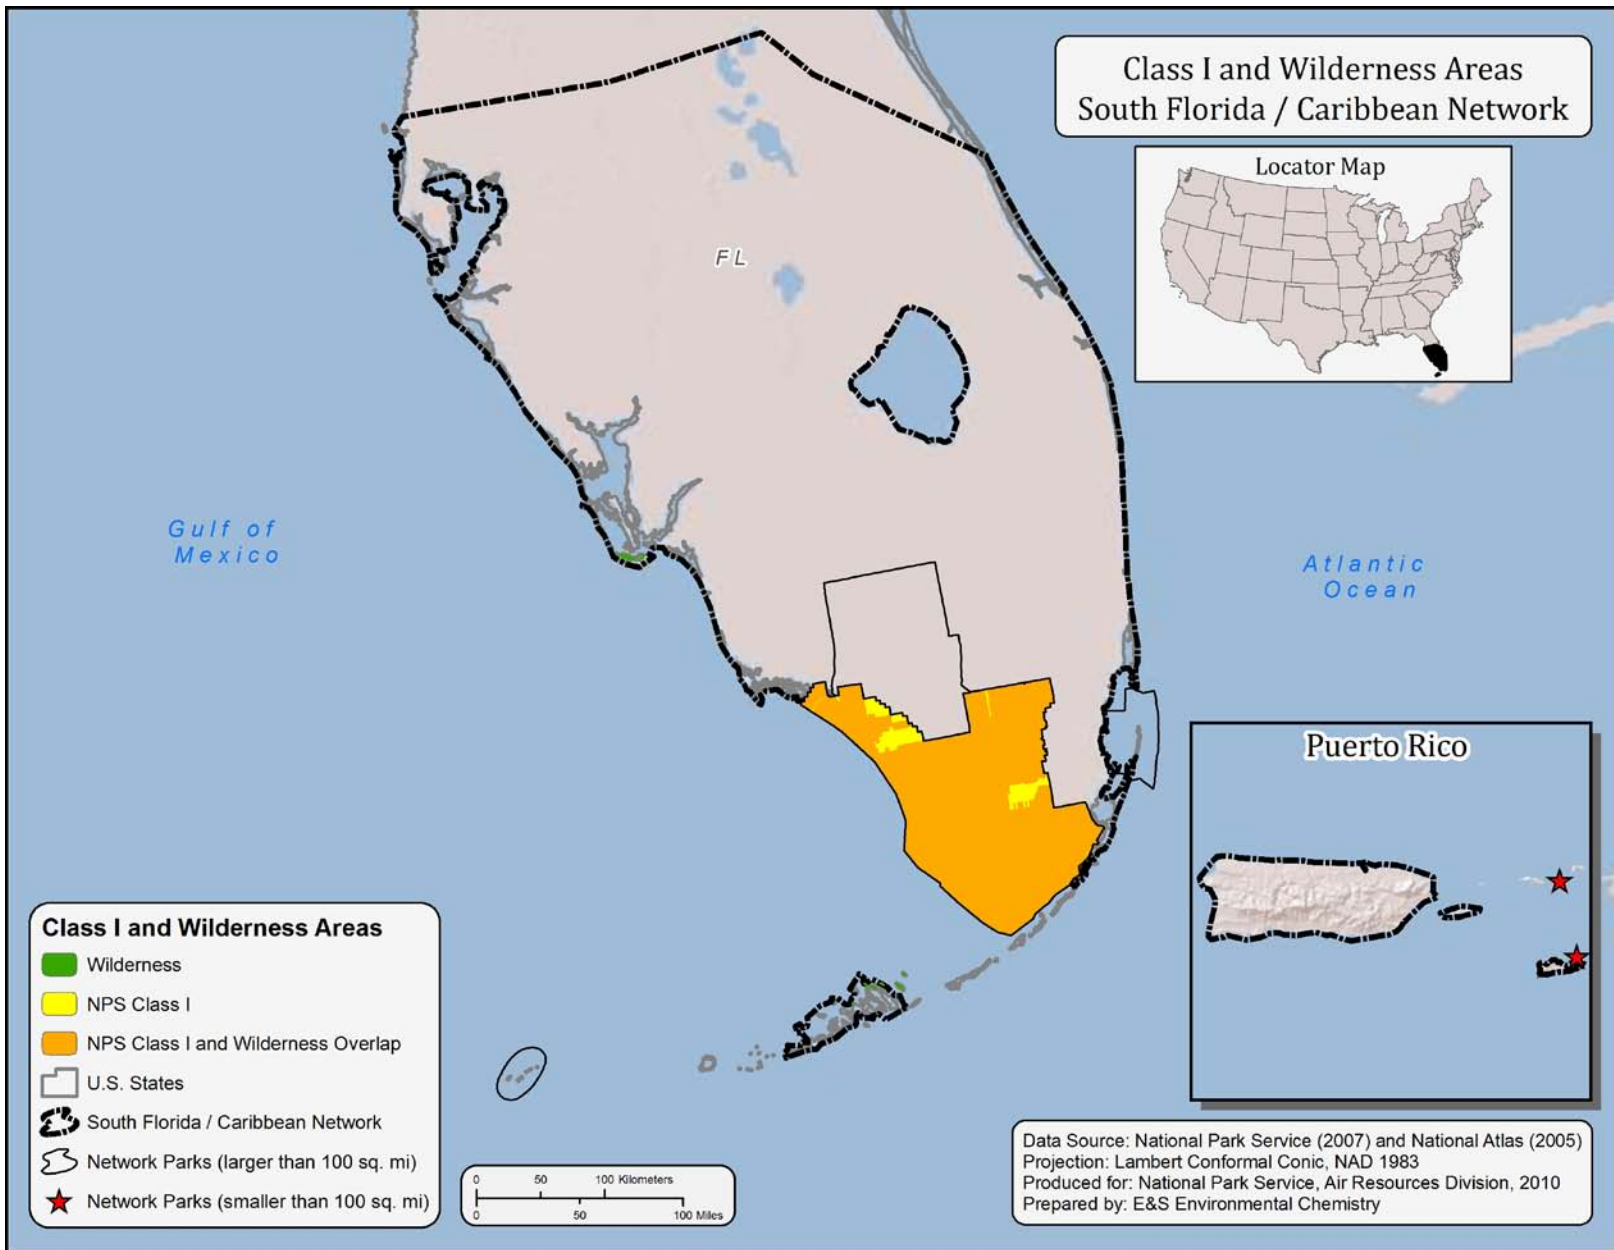 Class I and Wilderness Areas
South Florida / Caribbean Network
Locator Map
FL
Gulf of
Mexico
Atlantic
Ocean
Puerto Rico
Class I and Wilderness Areas
Wilderness
NPS Class I
NPS Class I and Wilderness Overlap
U.S. States
South Florida / Caribbean Network
Network Parks (larger than 100 sq. mi)
Network Parks (smaller than 100 sq. mi)
0 50 100 Kilometers
0 50 100 Miles
Data Source: National Park Service (2007) and National Atlas (2005)
Projection: Lambert Conformal Conic, NAD 1983
Produced for: National Park Service, Air Resources Division, 2010
Prepared by: E&S Environmental Chemistry